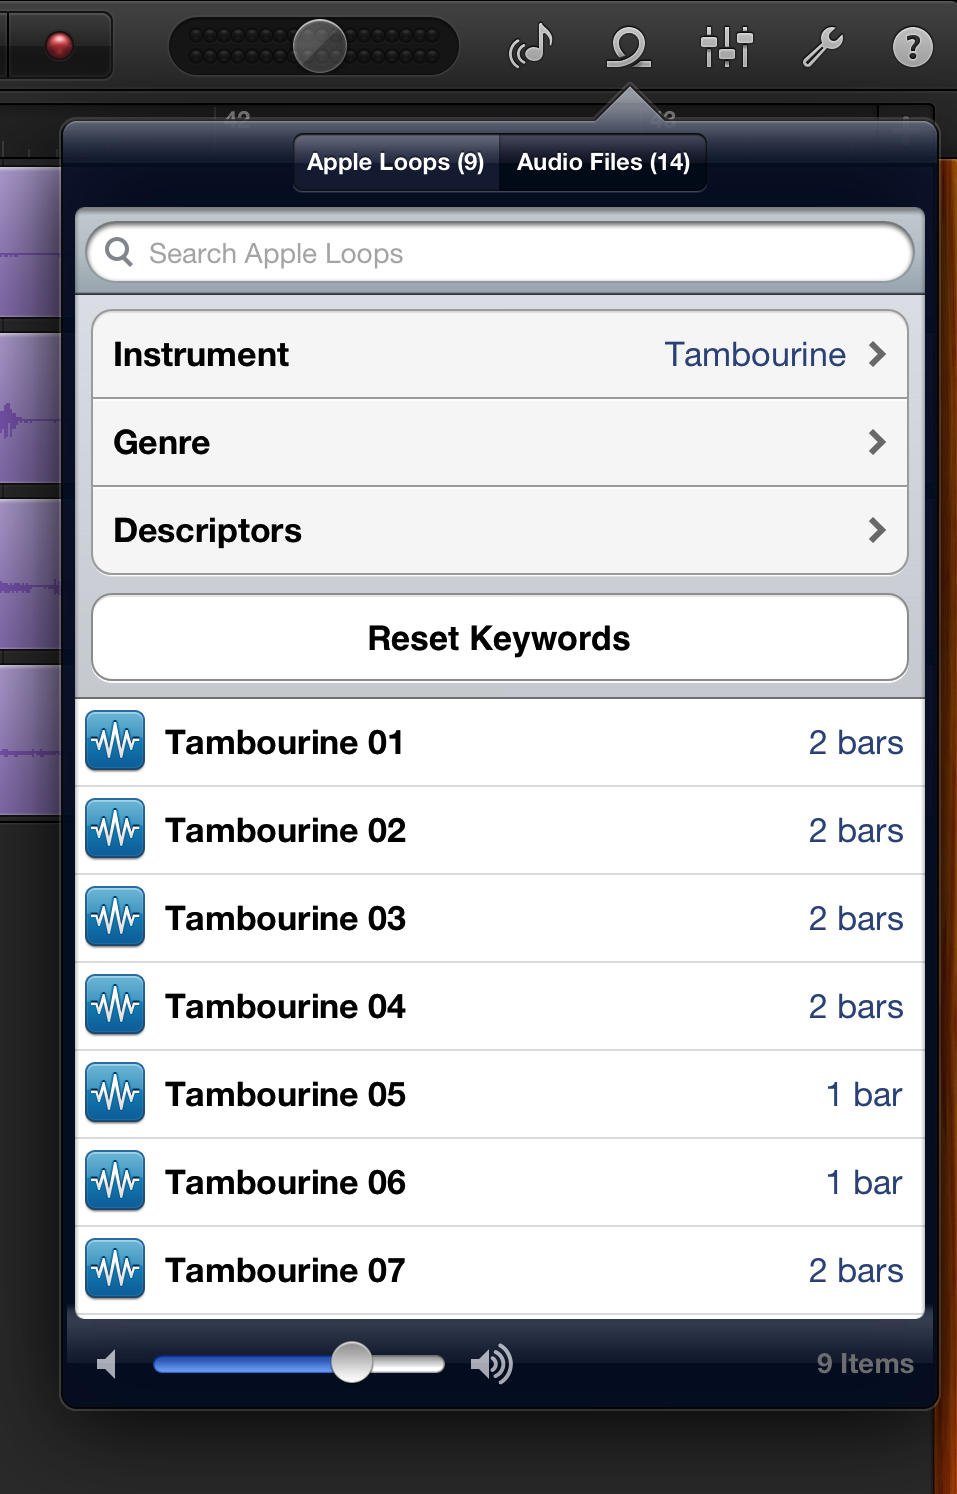 ?
42
43
Apple Loops (9) Audio Files (14)
Search Apple Loops
Instrument Tambourine
Genre
Descriptors
Reset Keywords
Tambourine 01 2 bars
Tambourine 02 2 bars
Tambourine 03 2 bars
Tambourine 04 2 bars
Tambourine 05 1 bar
Tambourine 06 1 bar
Tambourine 07 2 bars
9 Items